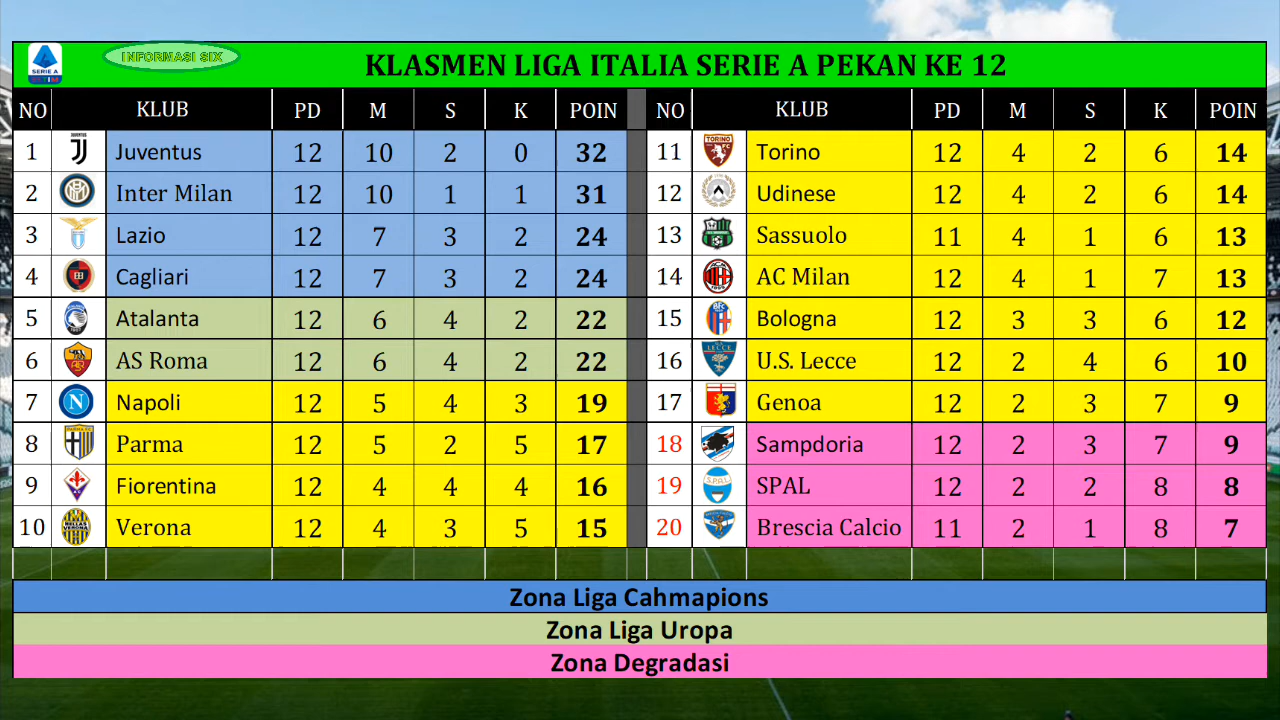 SERIE A
INFORMASI SIX
KLASMEN LIGA ITALIA SERIE A PEKAN KE 12
NO KLUB PD M S K POIN NO KLUB PD M S K POIN
1 Juventus 12 10 2 0 32 11 Torino 12 4 2 6 14
2 Inter Milan 12 10 1 1 31 12 Udinese 12 4 2 6 14
3 Lazio 12 7 3 2 24 13 Sassuolo 11 4 1 6 13
4 Cagliari 12 7 3 2 24 14 AC Milan 12 4 1 7 13
5 Atalanta 12 6 4 2 22 15 Bologna 12 3 3 6 12
6 AS Roma 12 6 4 2 22 16 U.S. Lecce 12 2 4 6 10
7 Napoli 12 5 4 3 19 17 Genoa 12 2 3 7 9
8 Parma 12 5 2 5 17 18 Sampdoria 12 2 3 7 9
9 Fiorentina 12 4 4 4 16 19 SPAL 12 2 2 8 8
10 Verona 12 4 3 5 15 20 Brescia Calcio 11 2 1 8 7
Zona Liga Cahmapions
Zona Liga Uropa
Zona Degradasi